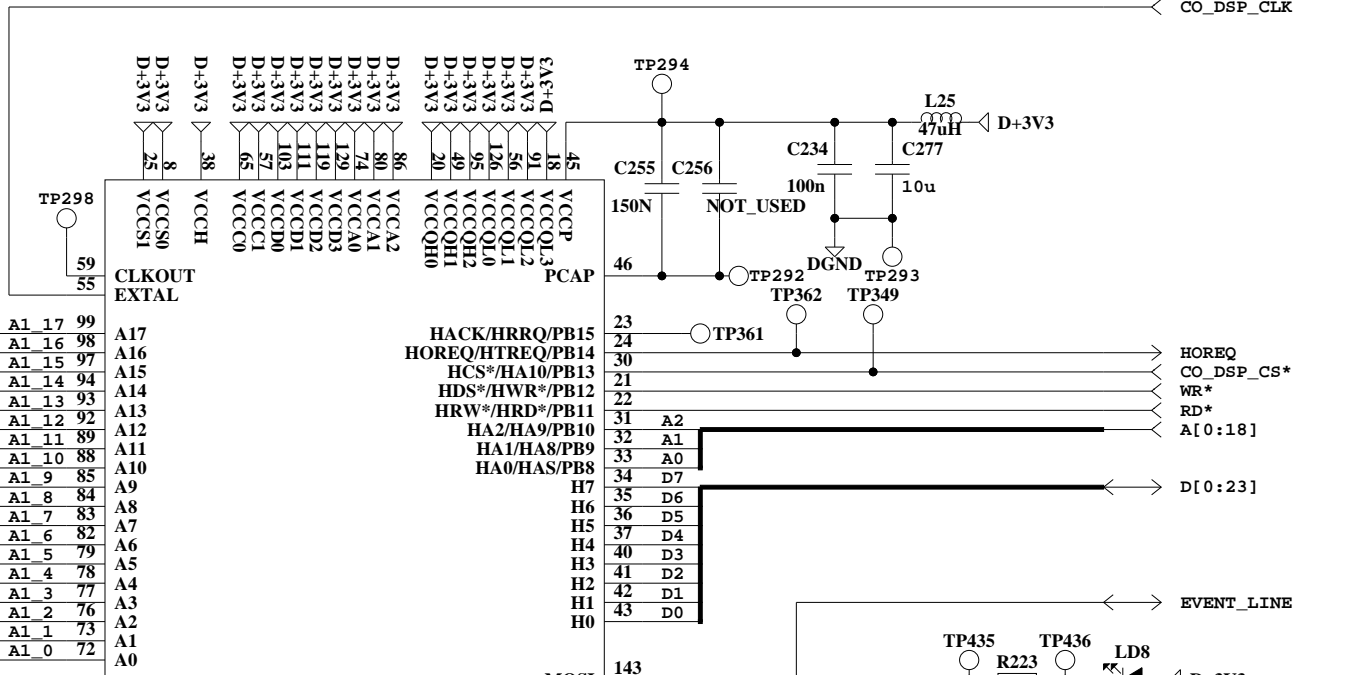 CO_DSP_CLK
D+3V3 D+3V3 D+3V3 D+3V3 D+3V3 D+3V3 D+3V3 D+3V3 D+3V3 D+3V3 D+3V3 D+3V3 D+3V3 D+3V3 D+3V3 D+3V3 D+3V3 D+3V3 D+3V3
TP294
L25
47uH
D+3V3
25 8 38 65 57 103 111 119 129 74 80 86 20 49 95 126 56 91 18 45
VCCS1 VCCS0 VCCH VCCC0 VCCC1 VCCD0 VCCD1 VCCD2 VCCD3 VCCA0 VCCA1 VCCA2 VCCQH0 VCCQH1 VCCQH2 VCCQL0 VCCQL1 VCCQL2 VCCQL3 VCCP
C255 C256 C234 C277
150N NOT_USED 100n 10u
TP298
DGND
TP293
59 CLKOUT
55 EXTAL
PCAP 46
TP292
TP362 TP349
A1_17 99 A17
A1_16 98 A16
A1_15 97 A15
A1_14 94 A14
A1_13 93 A13
A1_12 92 A12
A1_11 89 A11
A1_10 88 A10
A1_9 85 A9
A1_8 84 A8
A1_7 83 A7
A1_6 82 A6
A1_5 79 A5
A1_4 78 A4
A1_3 77 A3
A1_2 76 A2
A1_1 73 A1
A1_0 72 A0
HACK/HRRQ/PB15 23 TP361
HOREQ/HTREQ/PB14 24 HOREQ
HCS*/HA10/PB13 30 CO_DSP_CS*
HDS*/HWR*/PB12 21 WR*
HRW*/HRD*/PB11 22 RD*
HA2/HA9/PB10 31 A2 A[0:18]
HA1/HA8/PB9 32 A1
HA0/HAS/PB8 33 A0
H7 34 D7 D[0:23]
H6 35 D6
H5 36 D5
H4 37 D4
H3 40 D3
H2 41 D2
H1 42 D1 EVENT_LINE
H0 43 D0
143
TP435 R223 TP436 LD8